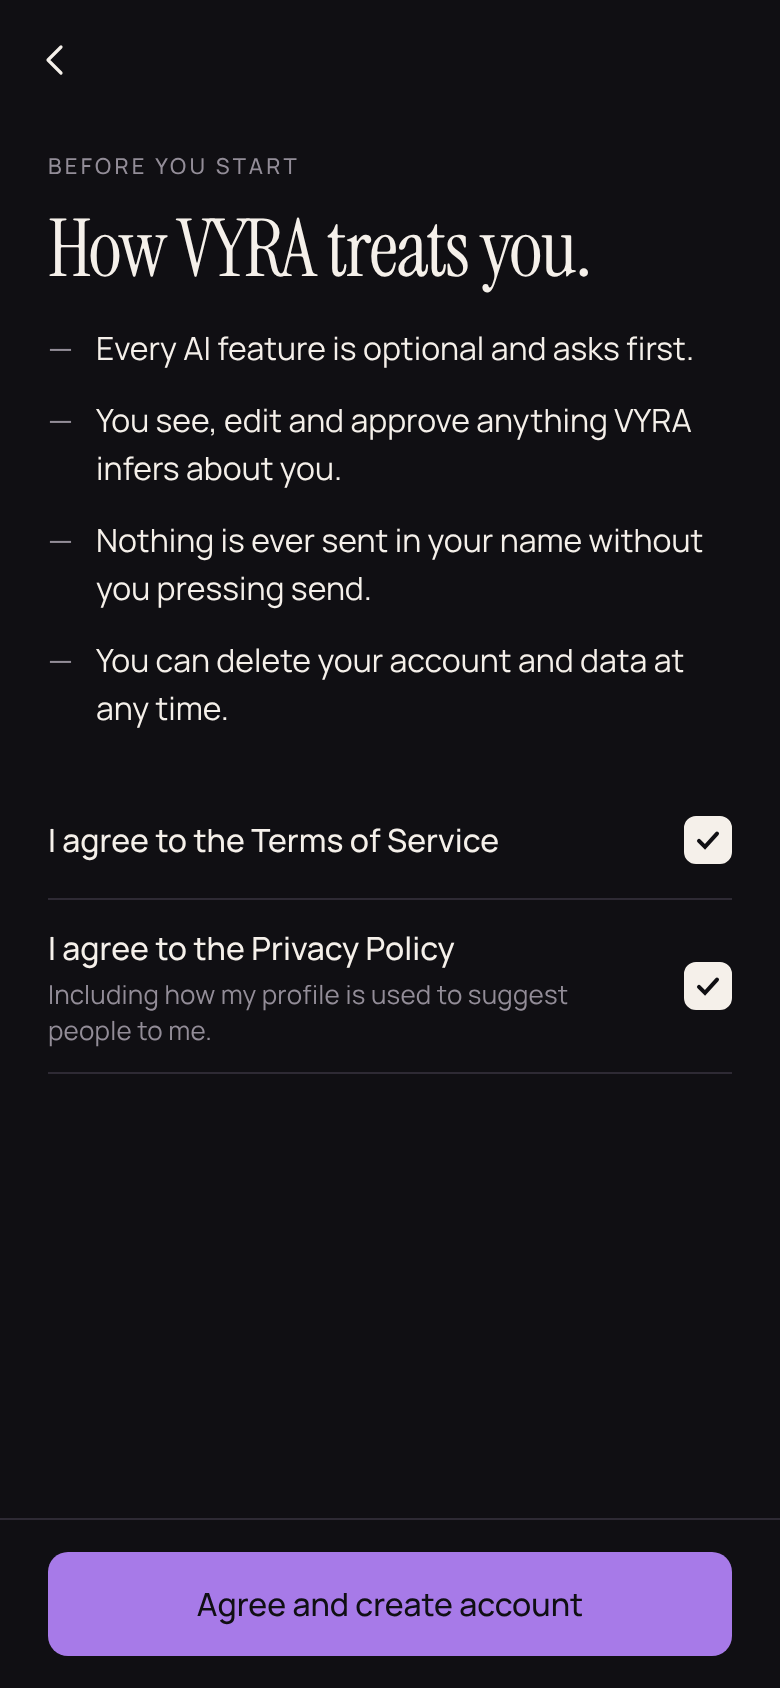 BEFORE YOU START
How VYRA treats you.
— Every AI feature is optional and asks first.
— You see, edit and approve anything VYRA
infers about you.
— Nothing is ever sent in your name without
you pressing send.
— You can delete your account and data at
any time.
I agree to the Terms of Service
I agree to the Privacy Policy
Including how my profile is used to suggest
people to me.
Agree and create account